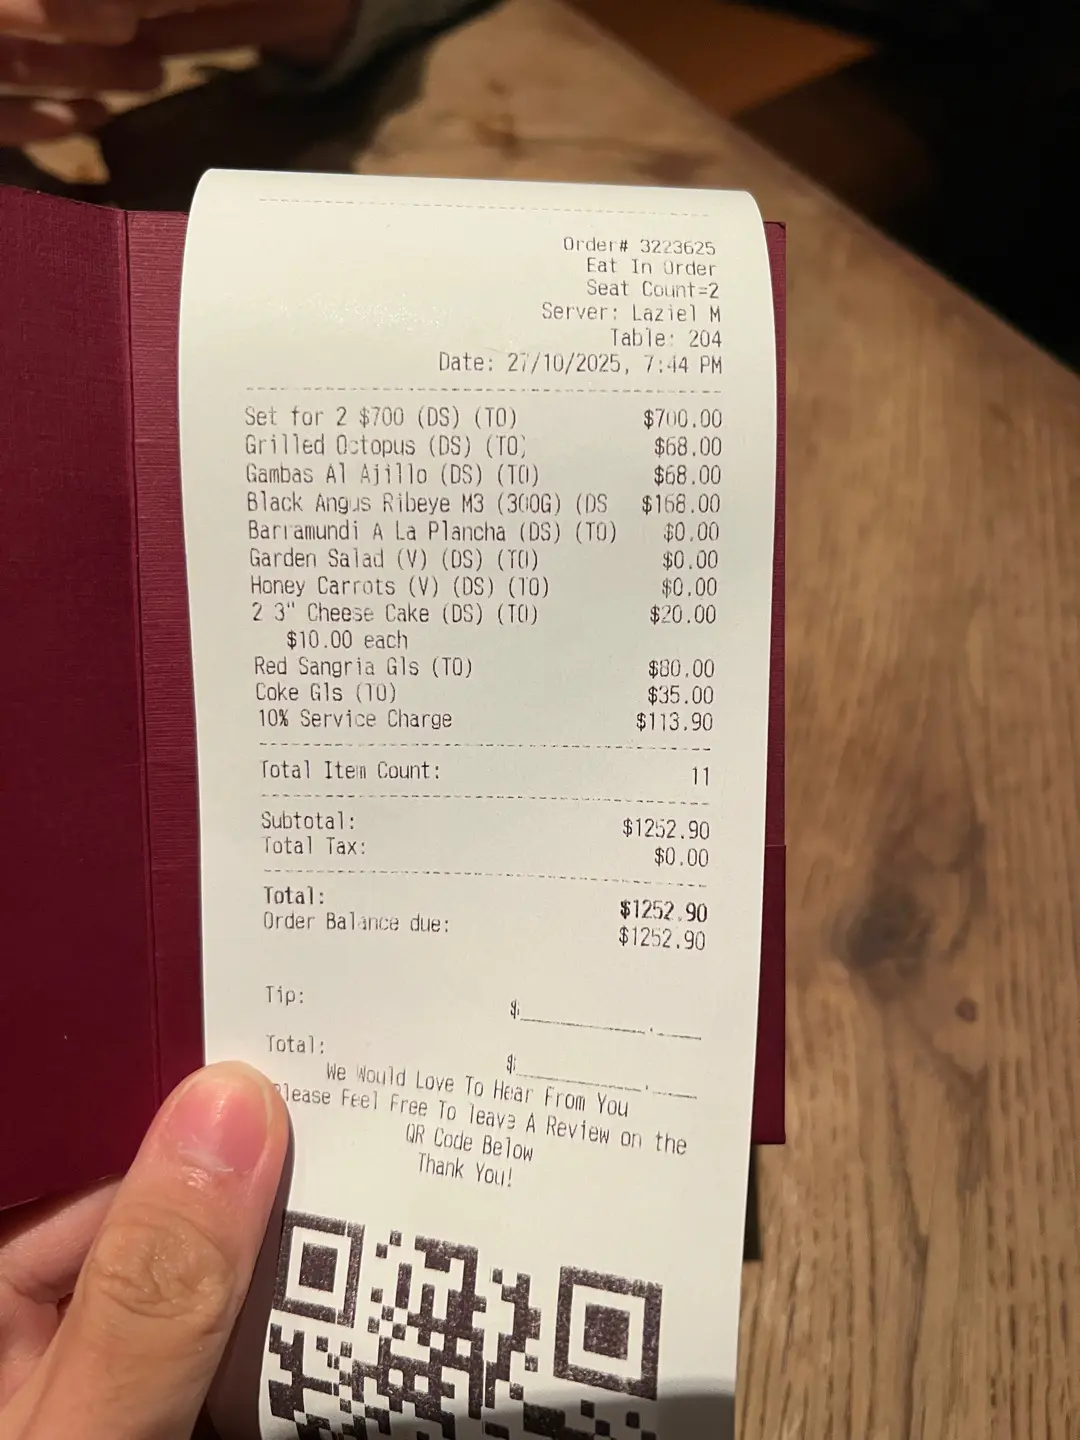 Order# 3223625
Eat In Order
Seat Count=2
Server: Laziel M
Table: 204
Date: 27/10/2025, 7:44 PM
Set for 2 $700 (DS) (TO) $700.00
Grilled Octopus (DS) (TO) $68.00
Gambas Al Ajillo (DS) (TO) $68.00
Black Angus Ribeye M3 (300G) (DS $168.00
Barramundi A La Plancha (DS) (TO) $0.00
Garden Salad (V) (DS) (TO) $0.00
Honey Carrots (V) (DS) (TO) $0.00
2 3" Cheese Cake (DS) (TO) $20.00
$10.00 each
Red Sangria Gls (TO) $80.00
Coke Gls (TO) $35.00
10% Service Charge $113.90
Total Item Count: 11
Subtotal: $1252.90
Total Tax: $0.00
Total: $1252.90
Order Balance due: $1252.90
Tip: $
Total: $
We Would Love To Hear From You
Please Feel Free To leave A Review on the
QR Code Below
Thank You!